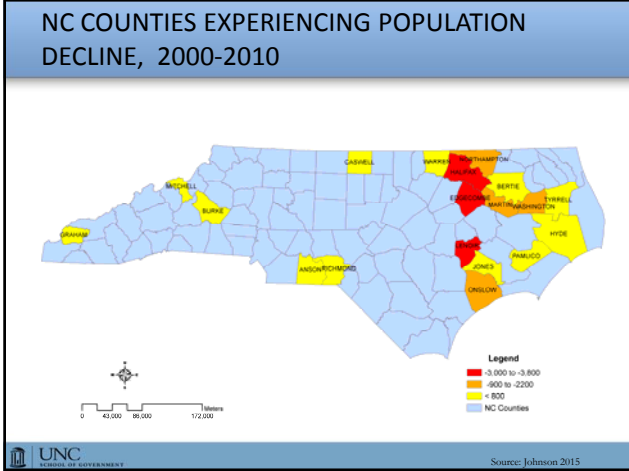 NC COUNTIES EXPERIENCING POPULATION
DECLINE, 2000-2010
CASWELL
WARREN
NORTHAMPTON
HALIFAX
MITCHELL
BERTIE
BURKE
EDGECOMBE
MARTIN
WASHINGTON
TYRRELL
GRAHAM
HYDE
LENOIR
PAMLICO
ANSON
RICHMOND
JONES
ONSLOW
Legend
-3,000 to -3,800
-900 to -2200
< 800
NC Counties
Meters
0 43,000 86,000 172,000
UNC
SCHOOL OF GOVERNMENT
Source: Johnson 2015